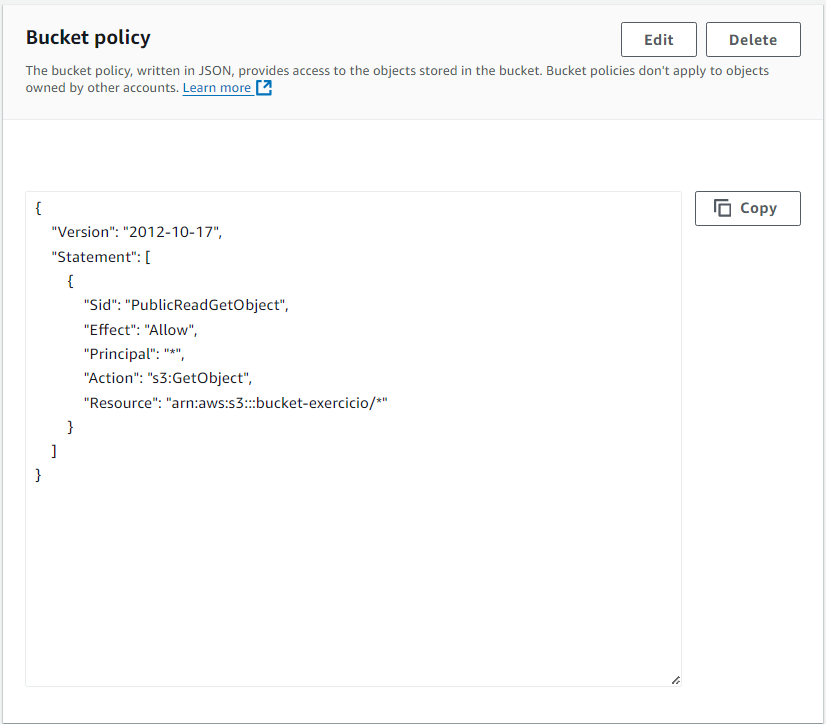 Bucket policy
Edit
Delete
The bucket policy, written in JSON, provides access to the objects stored in the bucket. Bucket policies don't apply to objects
owned by other accounts. Learn more
Copy
{
"Version": "2012-10-17",
"Statement": [
{
"Sid": "PublicReadGetObject",
"Effect": "Allow",
"Principal": "*",
"Action": "s3:GetObject",
"Resource": "arn:aws:s3:::bucket-exercicio/*"
}
]
}